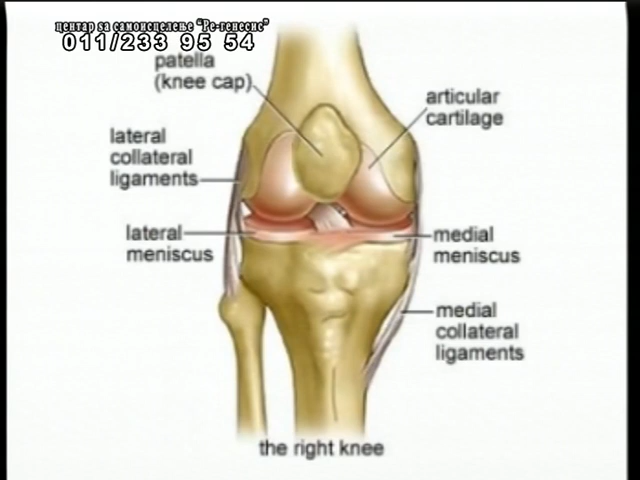 центар за самоисцелење "Ре-генесис"
011/233 95 54
patella
(knee cap)
articular
cartilage
lateral
collateral
ligaments
lateral
meniscus
medial
meniscus
medial
collateral
ligaments
the right knee